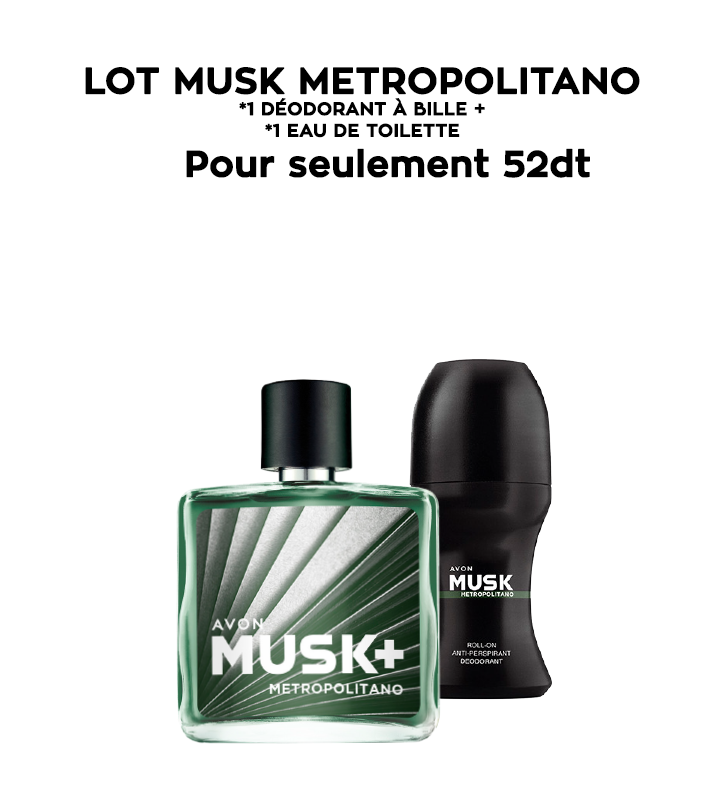 LOT MUSK METROPOLITANO
*1 DÉODORANT À BILLE +
*1 EAU DE TOILETTE
Pour seulement 52dt
AVON
MUSK+
METROPOLITANO
AVON
MUSK
METROPOLITANO
ROLL-ON
ANTI-PERSPIRANT
DEODORANT